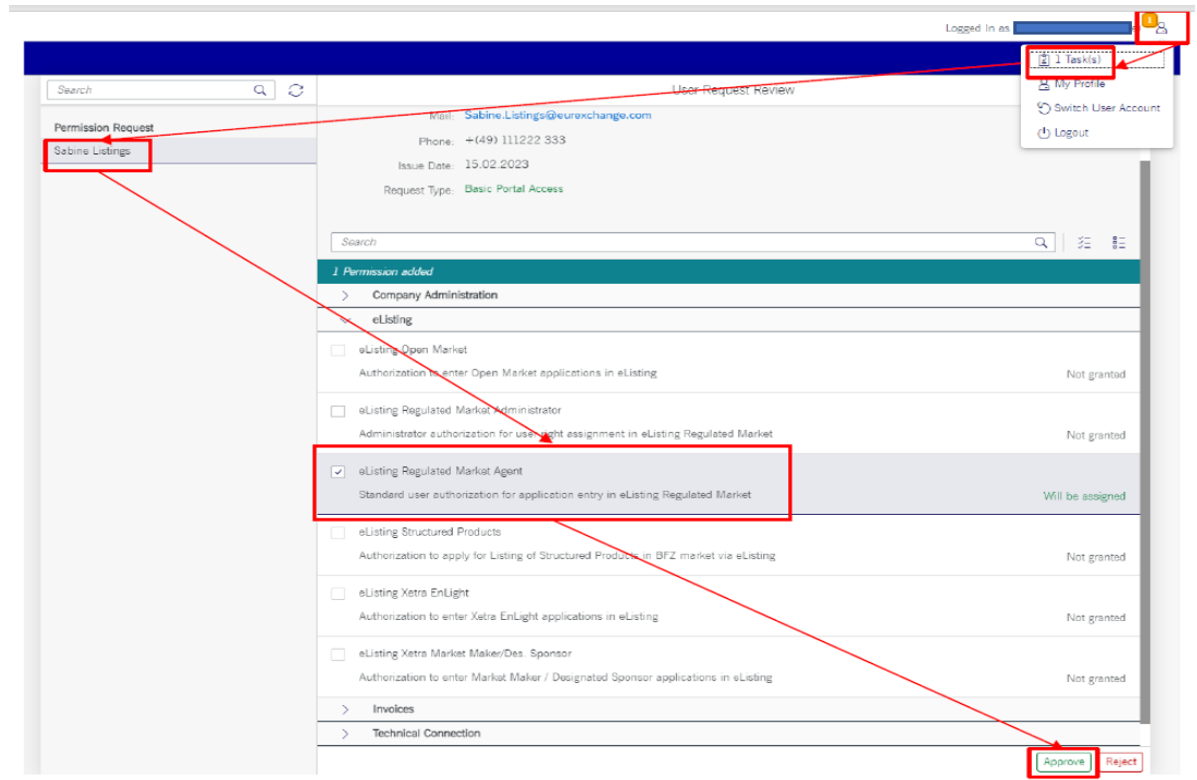 Logged in as
1
1 Task(s)
My Profile
Switch User Account
Logout
Search
User Request Review
Permission Request
Sabine Listings
Mail: Sabine.Listings@eurexchange.com
Phone: +(49) 111222 333
Issue Date: 15.02.2023
Request Type: Basic Portal Access
Search
1 Permission added
Company Administration
eListing
eListing Open Market
Authorization to enter Open Market applications in eListing
Not granted
eListing Regulated Market Administrator
Administrator authorization for user right assignment in eListing Regulated Market
Not granted
eListing Regulated Market Agent
Standard user authorization for application entry in eListing Regulated Market
Will be assigned
eListing Structured Products
Authorization to apply for Listing of Structured Products in BFZ market via eListing
Not granted
eListing Xetra EnLight
Authorization to enter Xetra EnLight applications in eListing
Not granted
eListing Xetra Market Maker/Des. Sponsor
Authorization to enter Market Maker / Designated Sponsor applications in eListing
Not granted
Invoices
Technical Connection
Approve
Reject